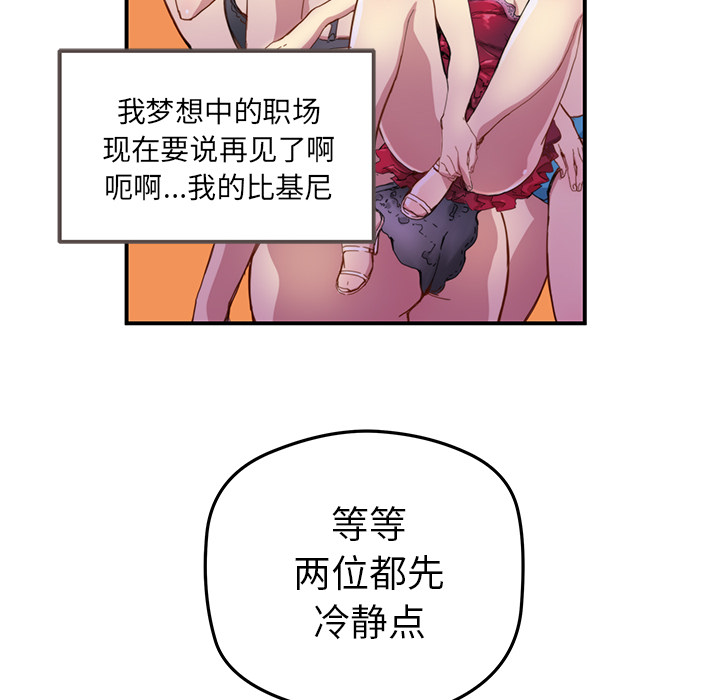 我梦想中的职场
现在要说再见了啊
呃啊...我的比基尼
等等
两位都先
冷静点